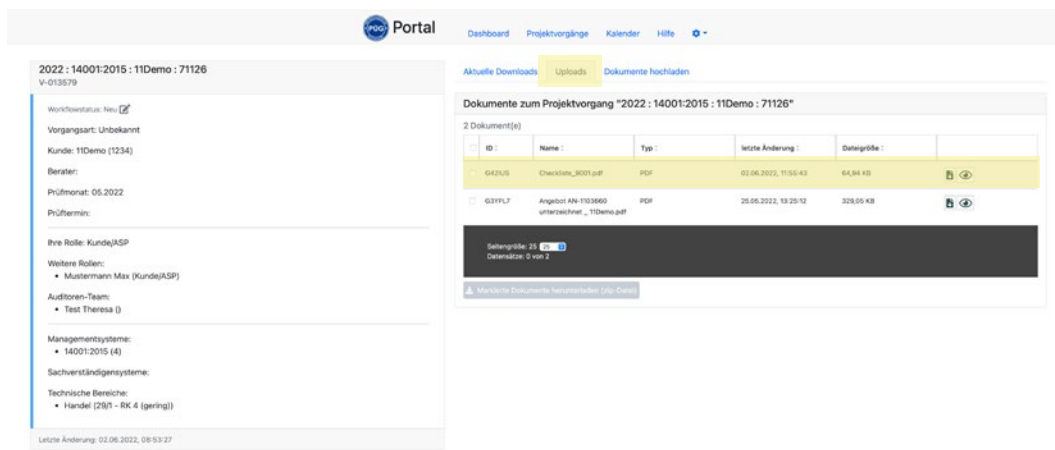 POG Portal
Dashboard Projektvorgänge Kalender Hilfe
2022 : 14001:2015 : 11Demo : 71126
V-013579
Workflowstatus: Neu
Vorgangsart: Unbekannt
Kunde: 11Demo (1234)
Berater:
Prüfmonat: 05.2022
Prüftermin:
Ihre Rolle: Kunde/ASP
Weitere Rollen:
• Mustermann Max (Kunde/ASP)
Auditoren-Team:
• Test Theresa ()
Managementsysteme:
• 14001:2015 (4)
Sachverständigensysteme:
Technische Bereiche:
• Handel (29/1 - RK 4 (gering))
Letzte Änderung: 02.06.2022, 08:53:27
Aktuelle Downloads Uploads Dokumente hochladen
Dokumente zum Projektvorgang "2022 : 14001:2015 : 11Demo : 71126"
2 Dokument(e)
ID Name Typ letzte Änderung Dateigröße
Checkliste_9001.pdf PDF 02.06.2022, 11:55:43 64,94 KB
G3YPL7 Angebot AN-1103660 PDF 25.05.2022, 13:25:12 329,05 KB
unterzeichnet _ 11Demo.pdf
Seitengröße: 25 25
Datensätze: 0 von 2
Markierte Dokumente herunterladen (zip-Datei)